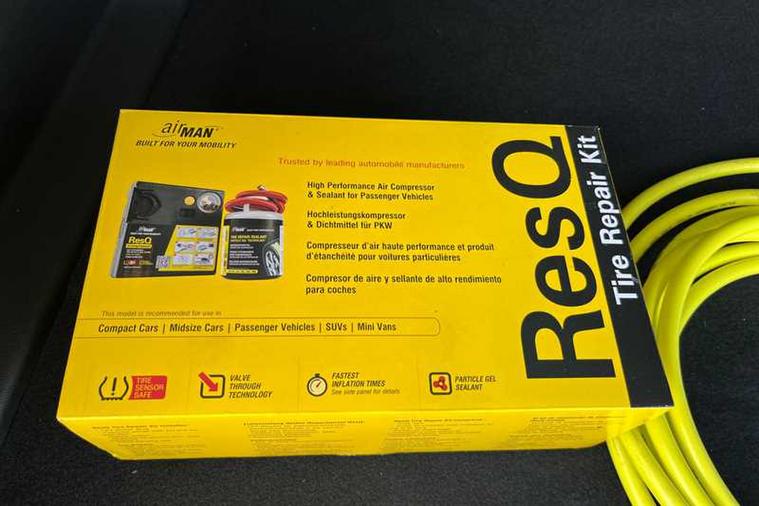 airMAN
BUILT FOR YOUR MOBILITY
Trusted by leading automobile manufacturers
High Performance Air Compressor
& Sealant for Passenger Vehicles
Hochleistungskompressor
& Dichtmittel für PKW
Compresseur d'air haute performance et produit
d'étanchéité pour voitures particulières
Compresor de aire y sellante de alto rendimiento
para coches
ResQ
This model is recommended for use in
Compact Cars | Midsize Cars | Passenger Vehicles | SUVs | Mini Vans
TIRE
SENSOR
SAFE
VALVE
THROUGH
TECHNOLOGY
FASTEST
INFLATION TIMES
See side panel for details
PARTICLE GEL
SEALANT
ResQ
Tire Repair Kit